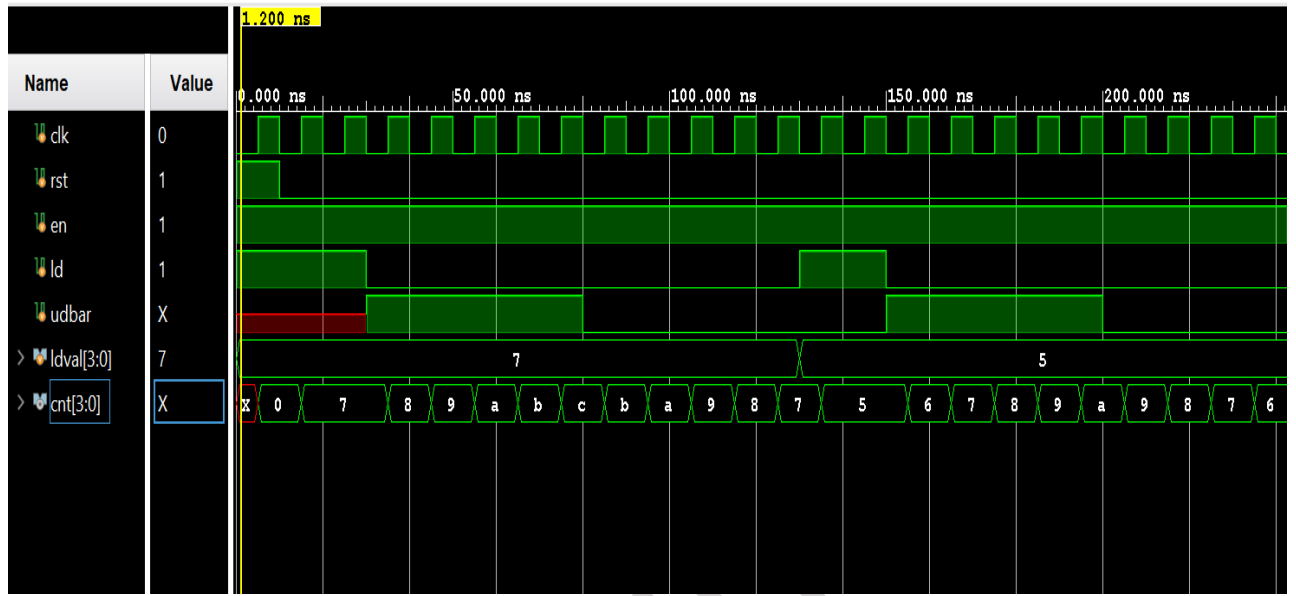 1.200 ns
Name Value
0.000 ns 50.000 ns 100.000 ns 150.000 ns 200.000 ns
clk 0
rst 1
en 1
ld 1
udbar X
ldval[3:0] 7 7 5
cnt[3:0] X X 0 7 8 9 a b c b a 9 8 7 5 6 7 8 9 a 9 8 7 6